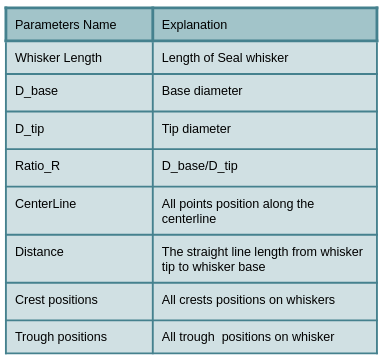 Parameters Name Explanation
Whisker Length Length of Seal whisker
D_base Base diameter
D_tip Tip diameter
Ratio_R D_base/D_tip
CenterLine All points position along the
centerline
Distance The straight line length from whisker
tip to whisker base
Crest positions All crests positions on whiskers
Trough positions All trough  positions on whisker